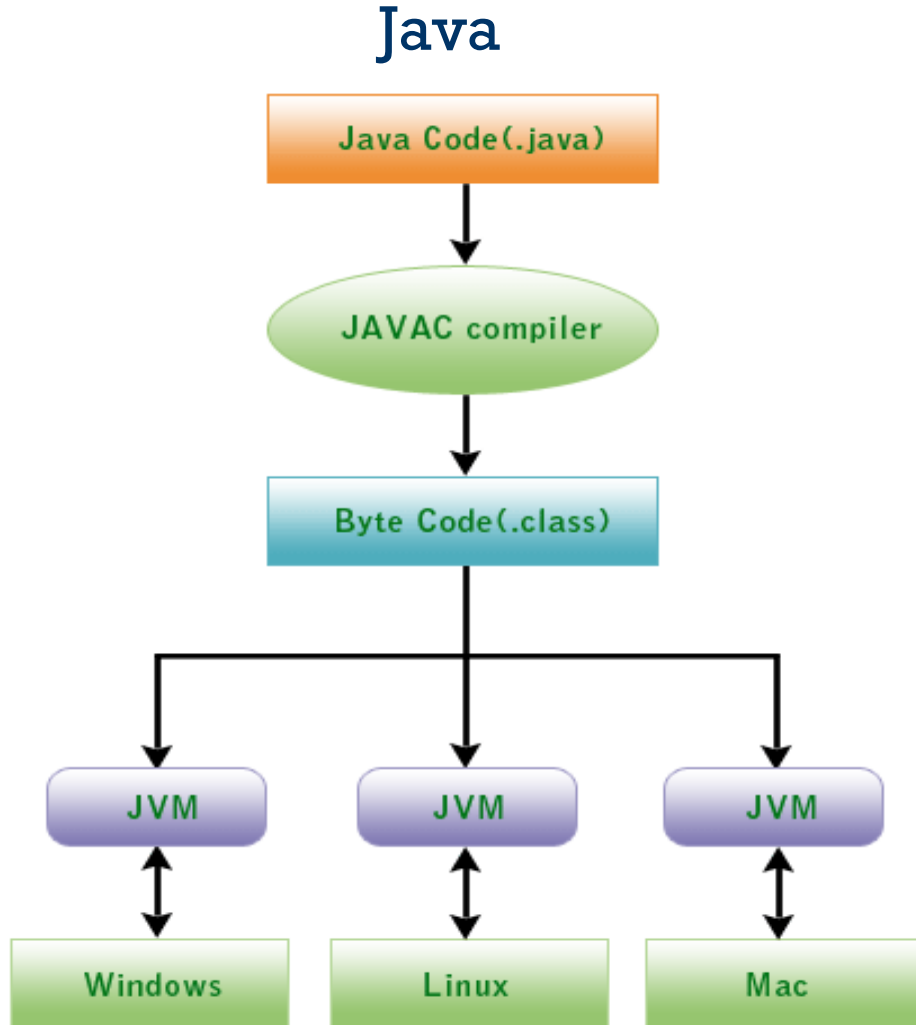 Java
Java Code(.java)
JAVAC compiler
Byte Code(.class)
JVM
JVM
JVM
Windows
Linux
Mac